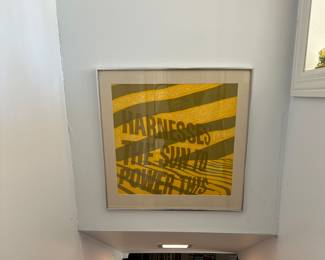 HARNESSES
THE SUN TO
POWER THIS